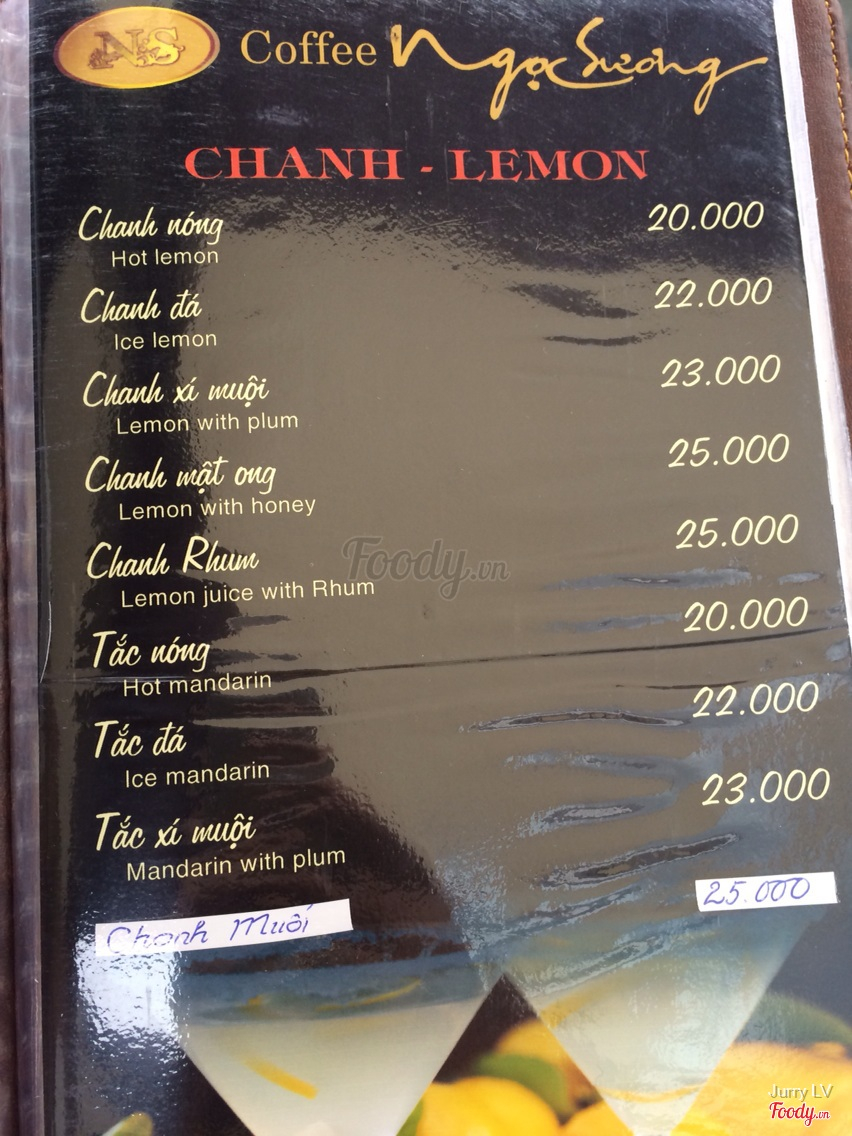 NS Coffee Ngọc Sương
CHANH - LEMON
Chanh nóng 20.000
Hot lemon
Chanh đá 22.000
Ice lemon
Chanh xí muội 23.000
Lemon with plum
Chanh mật ong 25.000
Lemon with honey
Chanh Rhum 25.000
Lemon juice with Rhum
Foody.vn
Tắc nóng 20.000
Hot mandarin
Tắc đá 22.000
Ice mandarin
Tắc xí muội 23.000
Mandarin with plum
Chanh Muối 25.000
Jurry LV
Foody.vn